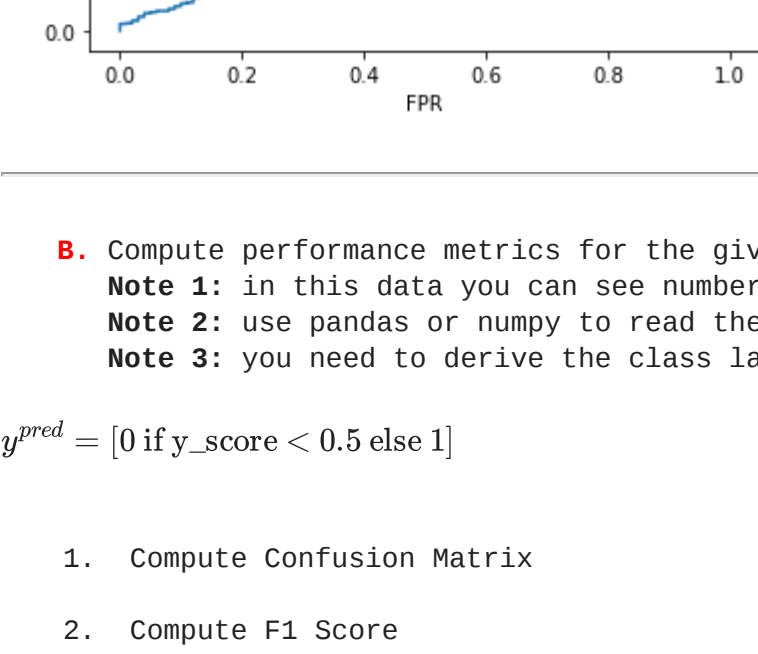 0.0
0.0 0.2 0.4 0.6 0.8 1.0
FPR
B. Compute performance metrics for the giv
Note 1: in this data you can see number
Note 2: use pandas or numpy to read the
Note 3: you need to derive the class la
y^{pred} = [0 if y_score < 0.5 else 1]
1. Compute Confusion Matrix
2. Compute F1 Score